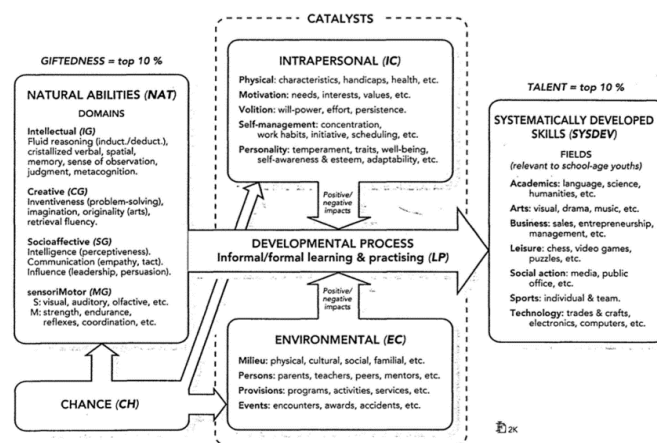 CATALYSTS
GIFTEDNESS = top 10 %
NATURAL ABILITIES (NAT)
DOMAINS
Intellectual (IG)
Fluid reasoning (induct./deduct.),
cristallized verbal, spatial,
memory, sense of observation,
judgment, metacognition.
Creative (CG)
Inventiveness (problem-solving),
imagination, originality (arts),
retrieval fluency.
Socioaffective (SG)
Intelligence (perceptiveness).
Communication (empathy, tact).
Influence (leadership, persuasion).
sensoriMotor (MG)
S: visual, auditory, olfactive, etc.
M: strength, endurance,
reflexes, coordination, etc.
CHANCE (CH)
INTRAPERSONAL (IC)
Physical: characteristics, handicaps, health, etc.
Motivation: needs, interests, values, etc.
Volition: will-power, effort, persistence.
Self-management: concentration,
work habits, initiative, scheduling, etc.
Personality: temperament, traits, well-being,
self-awareness & esteem, adaptability, etc.
Positive/
negative
impacts
DEVELOPMENTAL PROCESS
Informal/formal learning & practising (LP)
Positive/
negative
impacts
ENVIRONMENTAL (EC)
Milieu: physical, cultural, social, familial, etc.
Persons: parents, teachers, peers, mentors, etc.
Provisions: programs, activities, services, etc.
Events: encounters, awards, accidents, etc.
TALENT = top 10 %
SYSTEMATICALLY DEVELOPED
SKILLS (SYSDEV)
FIELDS
(relevant to school-age youths)
Academics: language, science,
humanities, etc.
Arts: visual, drama, music, etc.
Business: sales, entrepreneurship,
management, etc.
Leisure: chess, video games,
puzzles, etc.
Social action: media, public
office, etc.
Sports: individual & team.
Technology: trades & crafts,
electronics, computers, etc.
2K